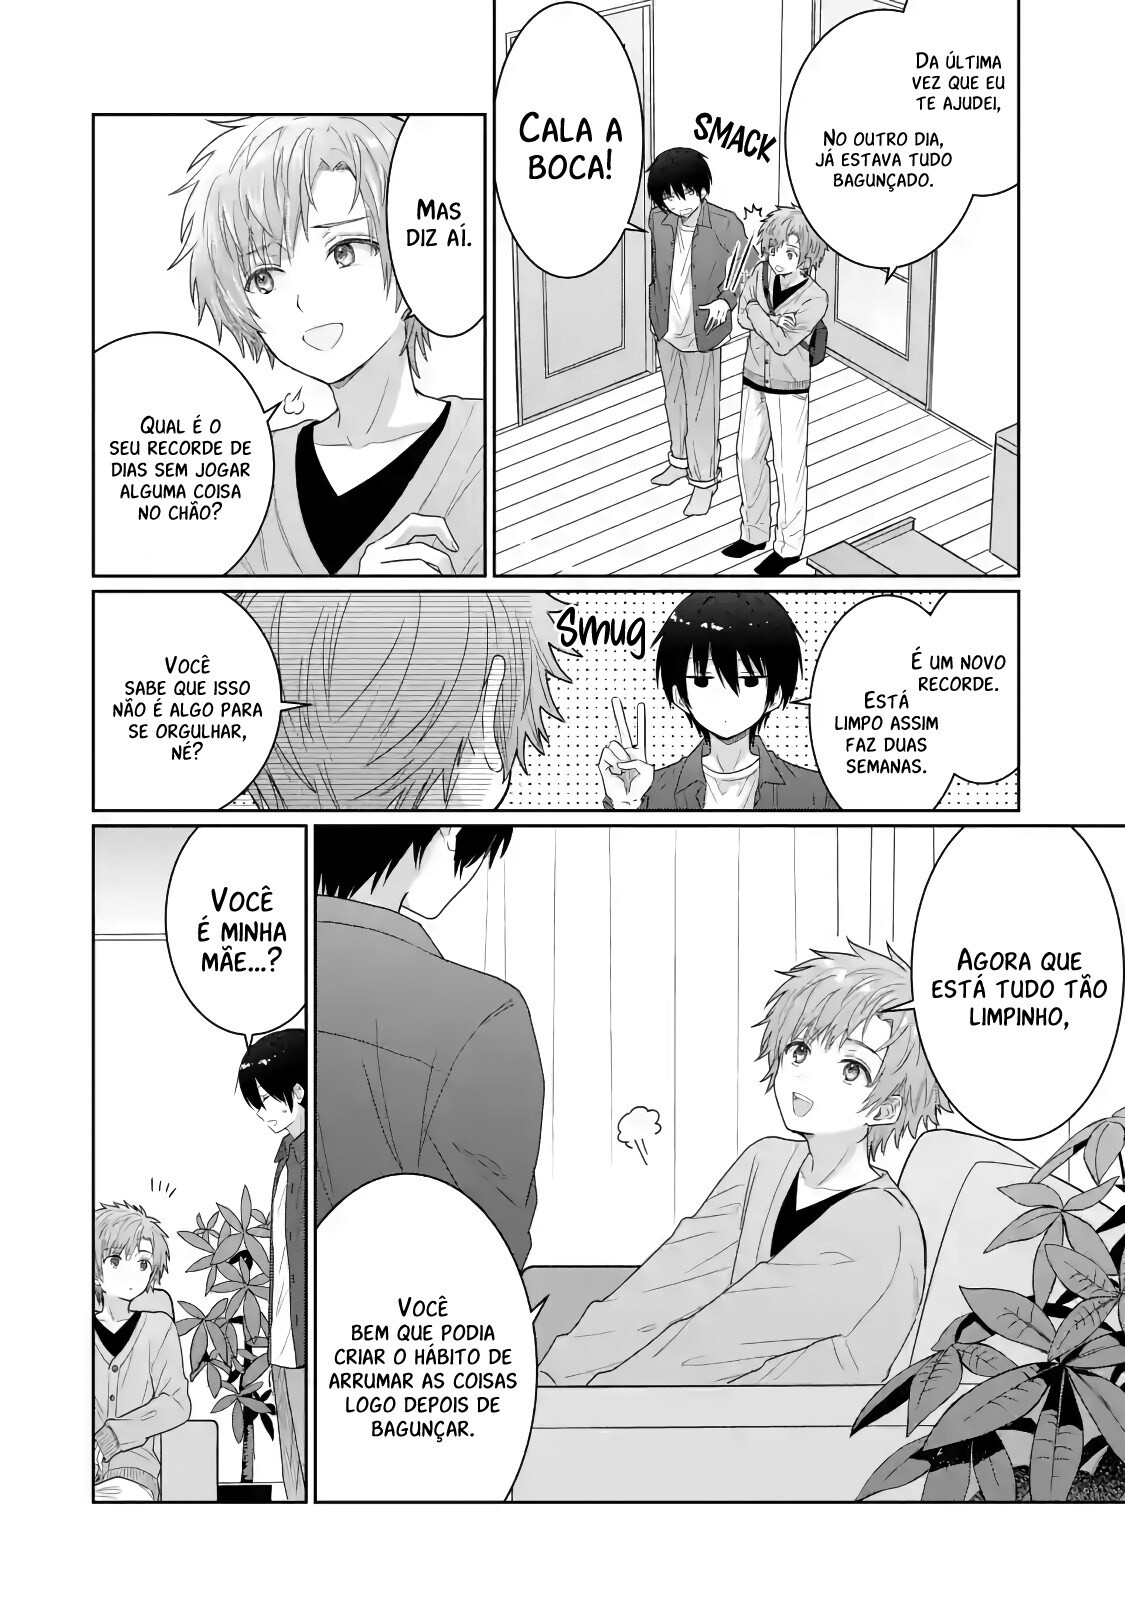 DA ÚLTIMA
VEZ QUE EU
TE AJUDEI,
NO OUTRO DIA,
JÁ ESTAVA TUDO
BAGUNÇADO.
SMACK
CALA A
BOCA!
MAS
DIZ AÍ.
QUAL É O
SEU RECORDE DE
DIAS SEM JOGAR
ALGUMA COISA
NO CHÃO?
É UM NOVO
RECORDE.
ESTÁ
LIMPO ASSIM
FAZ DUAS
SEMANAS.
Smug
VOCÊ
SABE QUE ISSO
NÃO É ALGO PARA
SE ORGULHAR,
NÉ?
AGORA QUE
ESTÁ TUDO TÃO
LIMPINHO,
VOCÊ
BEM QUE PODIA
CRIAR O HÁBITO DE
ARRUMAR AS COISAS
LOGO DEPOIS DE
BAGUNÇAR.
VOCÊ
É MINHA
MÃE...?